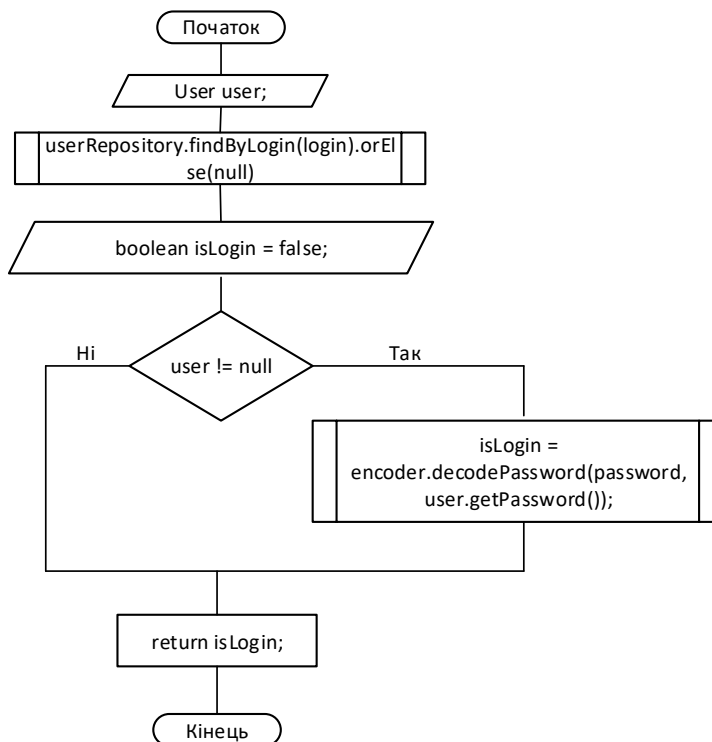 Початок
User user;
userRepository.findByLogin(login).orEl
se(null)
boolean isLogin = false;
Ні
user != null
Так
isLogin =
encoder.decodePassword(password,
user.getPassword());
return isLogin;
Кінець